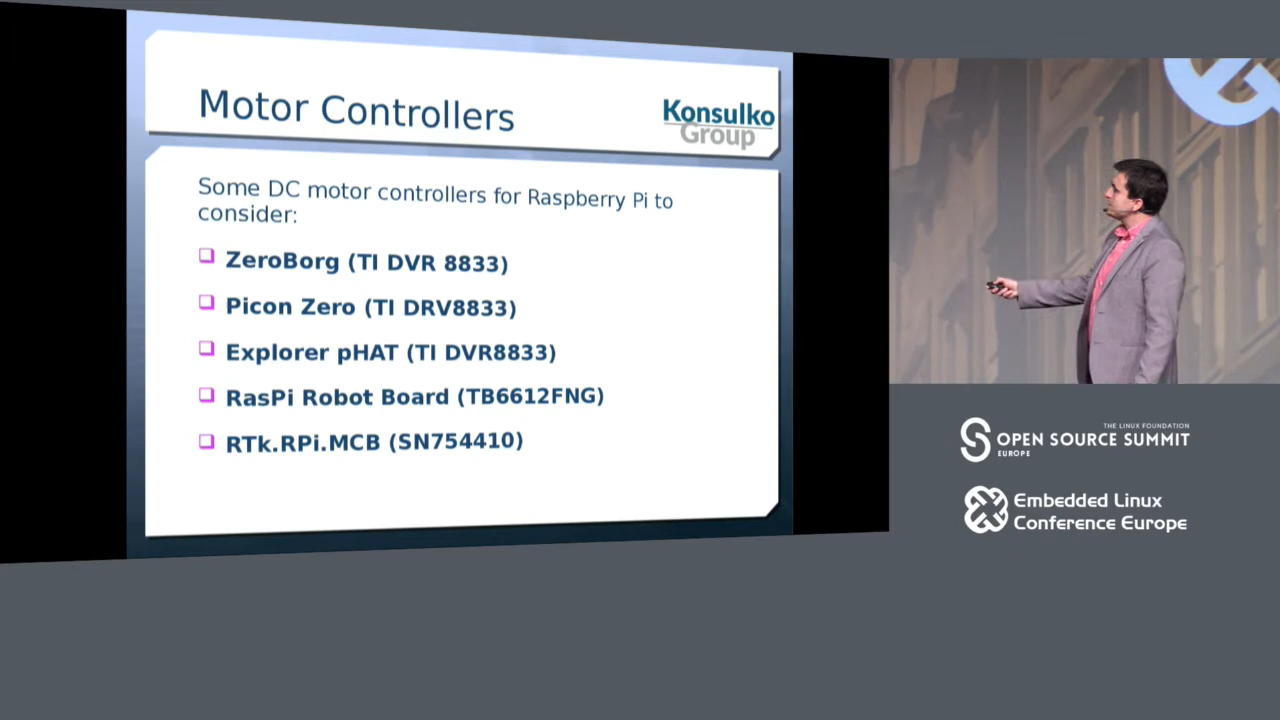 Motor Controllers
Konsulko
Group
Some DC motor controllers for Raspberry Pi to
consider:
ZeroBorg (TI DVR 8833)
Picon Zero (TI DRV8833)
Explorer pHAT (TI DVR8833)
RasPi Robot Board (TB6612FNG)
RTk.RPi.MCB (SN754410)
THE LINUX FOUNDATION
OPEN SOURCE SUMMIT
EUROPE
Embedded Linux
Conference Europe